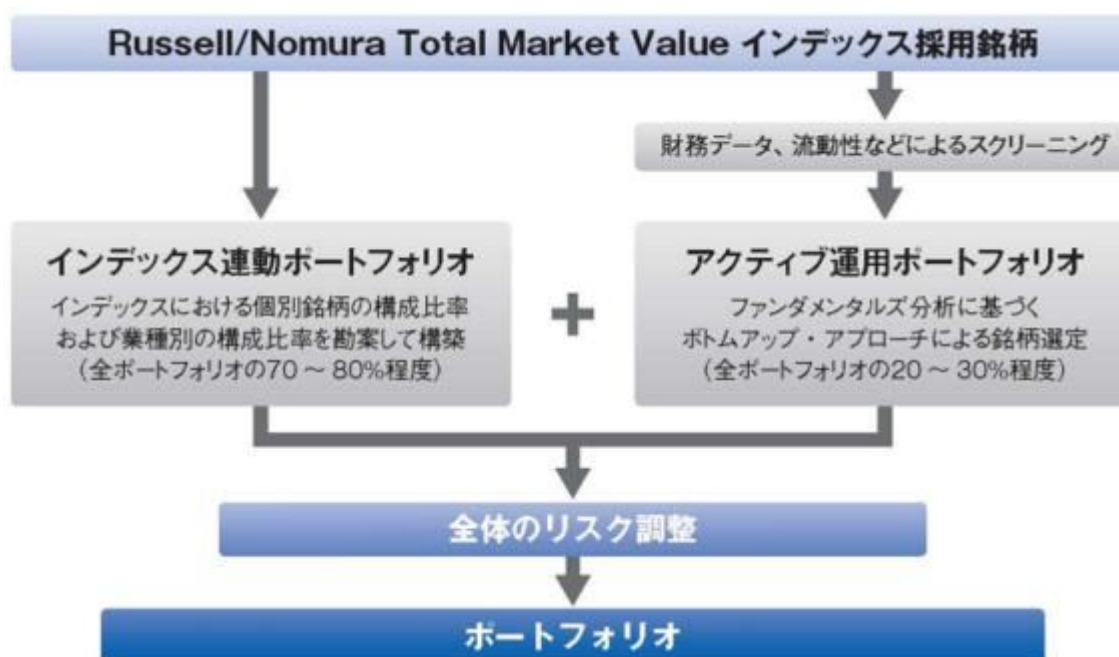 Russell/Nomura Total Market Value インデックス採用銘柄
財務データ、流動性などによるスクリーニング
インデックス連動ポートフォリオ
インデックスにおける個別銘柄の構成比率
および業種別の構成比率を勘案して構築
(全ポートフォリオの70 ～ 80%程度)
+
アクティブ運用ポートフォリオ
ファンダメンタルズ分析に基づく
ボトムアップ・アプローチによる銘柄選定
(全ポートフォリオの20 ～ 30%程度)
全体のリスク調整
ポートフォリオ